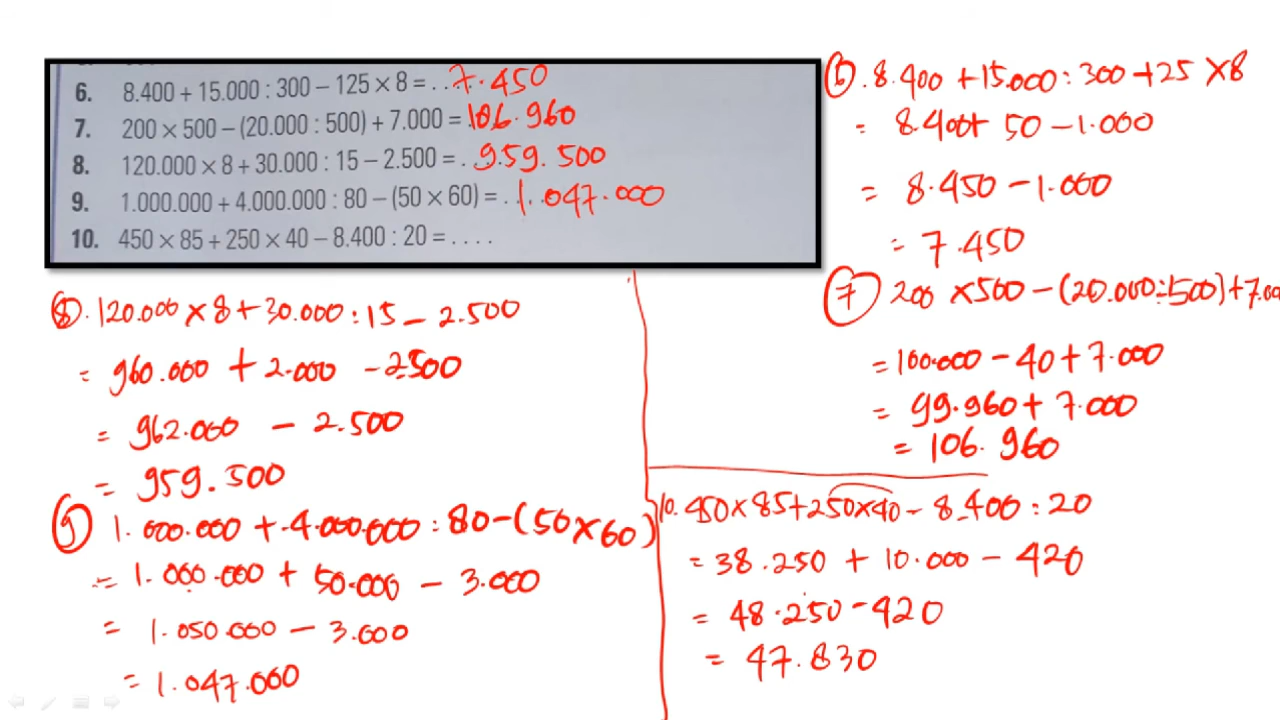 6. 8.400 + 15.000 : 300 – 125 × 8 = . . . . 7.450
7. 200 × 500 – (20.000 : 500) + 7.000 = 106.960
8. 120.000 × 8 + 30.000 : 15 – 2.500 = . 959.500
9. 1.000.000 + 4.000.000 : 80 – (50 × 60) = . . 1.047.000
10. 450 × 85 + 250 × 40 – 8.400 : 20 = . . . .
6. 8.400 + 15.000 : 300 + 25 × 8
= 8.400 + 50 – 1.000
= 8.450 – 1.000
= 7.450
7 200 × 500 – (20.000 : 500) + 7.00
= 100.000 – 40 + 7.000
= 99.960 + 7.000
= 106.960
8. 120.000 × 8 + 30.000 : 15 – 2.500
= 960.000 + 2.000 – 2.500
= 962.000 – 2.500
= 959.500
9 1.000.000 + 4.000.000 : 80 – (50 × 60)
= 1.000.000 + 50.000 – 3.000
= 1.050.000 – 3.000
= 1.047.000
10. 450 × 85 + 250 × 40 – 8.400 : 20
= 38.250 + 10.000 – 420
= 48.250 – 420
= 47.830